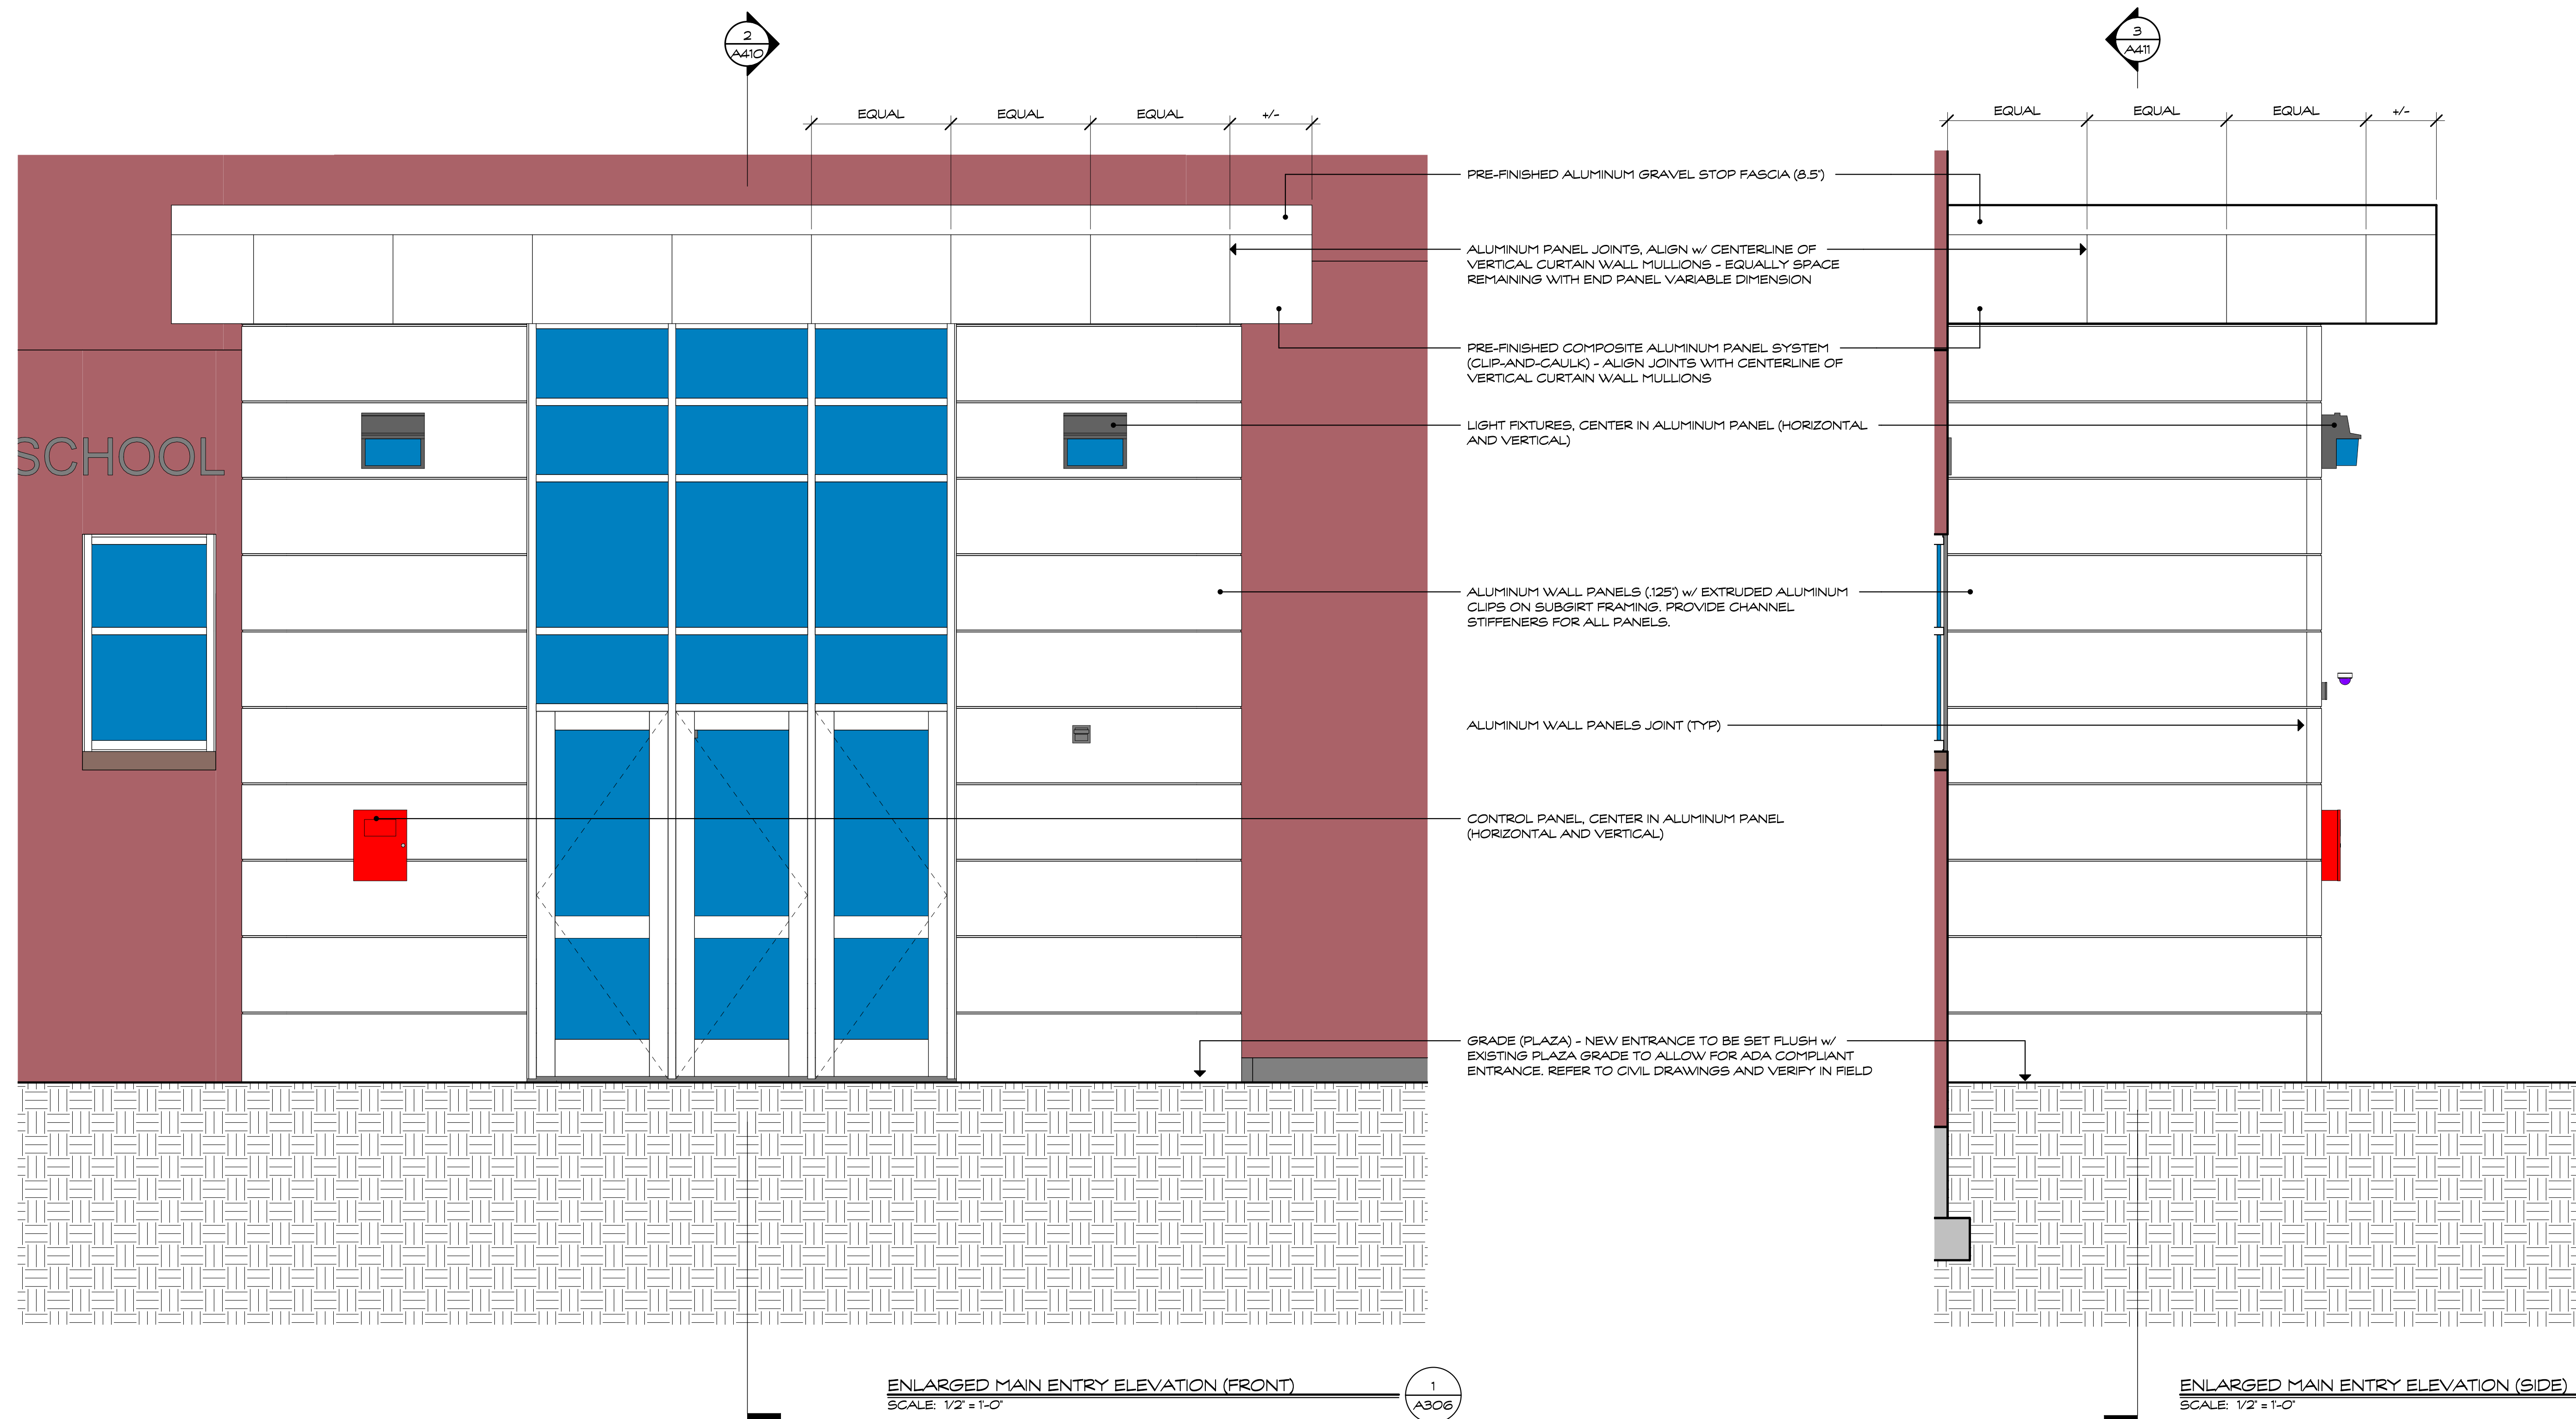 2
A410
3
A411
EQUAL
EQUAL
EQUAL
+/-
EQUAL
EQUAL
EQUAL
+/-
PRE-FINISHED ALUMINUM GRAVEL STOP FASCIA (8.5")
ALUMINUM PANEL JOINTS, ALIGN w/ CENTERLINE OF
VERTICAL CURTAIN WALL MULLIONS - EQUALLY SPACE
REMAINING WITH END PANEL VARIABLE DIMENSION
PRE-FINISHED COMPOSITE ALUMINUM PANEL SYSTEM
(CLIP-AND-CAULK) - ALIGN JOINTS WITH CENTERLINE OF
VERTICAL CURTAIN WALL MULLIONS
LIGHT FIXTURES, CENTER IN ALUMINUM PANEL (HORIZONTAL
AND VERTICAL)
SCHOOL
ALUMINUM WALL PANELS (.125") w/ EXTRUDED ALUMINUM
CLIPS ON SUBGIRT FRAMING. PROVIDE CHANNEL
STIFFENERS FOR ALL PANELS.
ALUMINUM WALL PANELS JOINT (TYP)
CONTROL PANEL, CENTER IN ALUMINUM PANEL
(HORIZONTAL AND VERTICAL)
GRADE (PLAZA) - NEW ENTRANCE TO BE SET FLUSH w/
EXISTING PLAZA GRADE TO ALLOW FOR ADA COMPLIANT
ENTRANCE. REFER TO CIVIL DRAWINGS AND VERIFY IN FIELD
ENLARGED MAIN ENTRY ELEVATION (FRONT)
SCALE: 1/2" = 1'-0"
1
A306
ENLARGED MAIN ENTRY ELEVATION (SIDE)
SCALE: 1/2" = 1'-0"